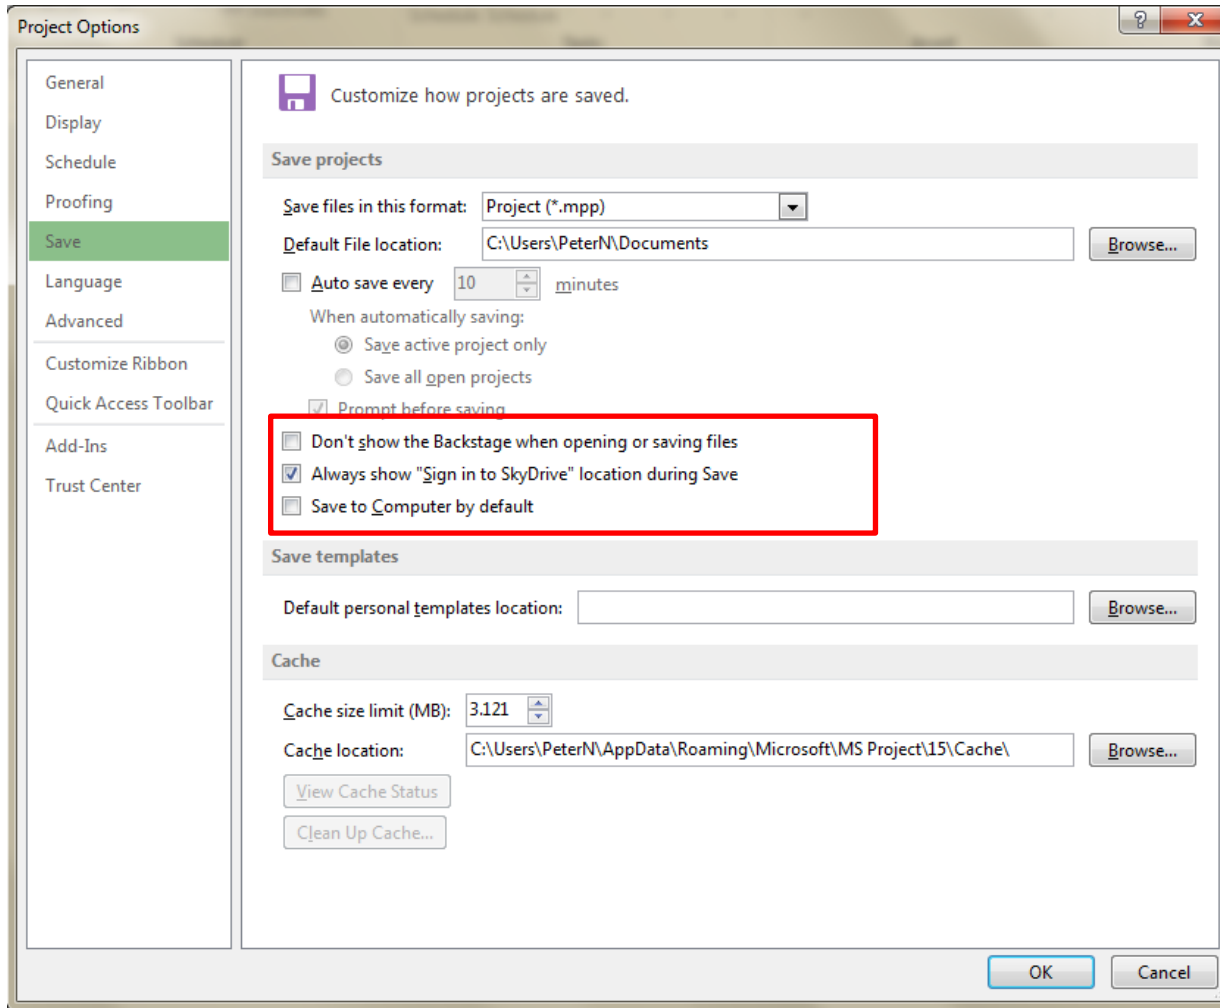 Project Options
General
Display
Schedule
Proofing
Save
Language
Advanced
Customize Ribbon
Quick Access Toolbar
Add-Ins
Trust Center
Customize how projects are saved.
Save projects
Save files in this format: Project (*.mpp)
Default File location: C:\Users\PeterN\Documents Browse...
Auto save every 10 minutes
When automatically saving:
Save active project only
Save all open projects
Prompt before saving
Don't show the Backstage when opening or saving files
Always show "Sign in to SkyDrive" location during Save
Save to Computer by default
Save templates
Default personal templates location: Browse...
Cache
Cache size limit (MB): 3.121
Cache location: C:\Users\PeterN\AppData\Roaming\Microsoft\MS Project\15\Cache\ Browse...
View Cache Status
Clean Up Cache...
OK Cancel